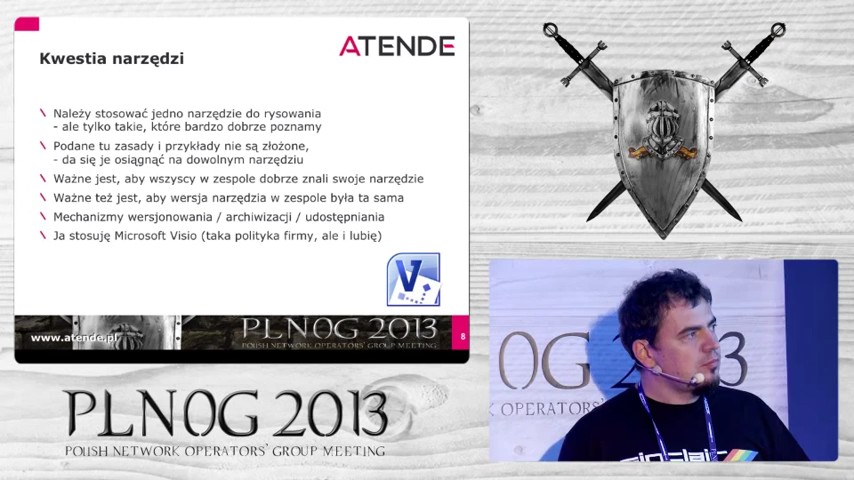 Kwestia narzędzi
ATENDE
\ Należy stosować jedno narzędzie do rysowania
- ale tylko takie, które bardzo dobrze poznamy
\ Podane tu zasady i przykłady nie są złożone,
- da się je osiągnąć na dowolnym narzędziu
\ Ważne jest, aby wszyscy w zespole dobrze znali swoje narzędzie
\ Ważne też jest, aby wersja narzędzia w zespole była ta sama
\ Mechanizmy wersjonowania / archiwizacji / udostępniania
\ Ja stosuję Microsoft Visio (taka polityka firmy, ale i lubię)
V
www.atende.pl
PLNOG 2013
POLISH NETWORK OPERATORS' GROUP MEETING
8
PLNOG 2013
POLISH NETWORK OPERATORS' GROUP MEETING
OG 2013
K OPERATORS'
sinclair